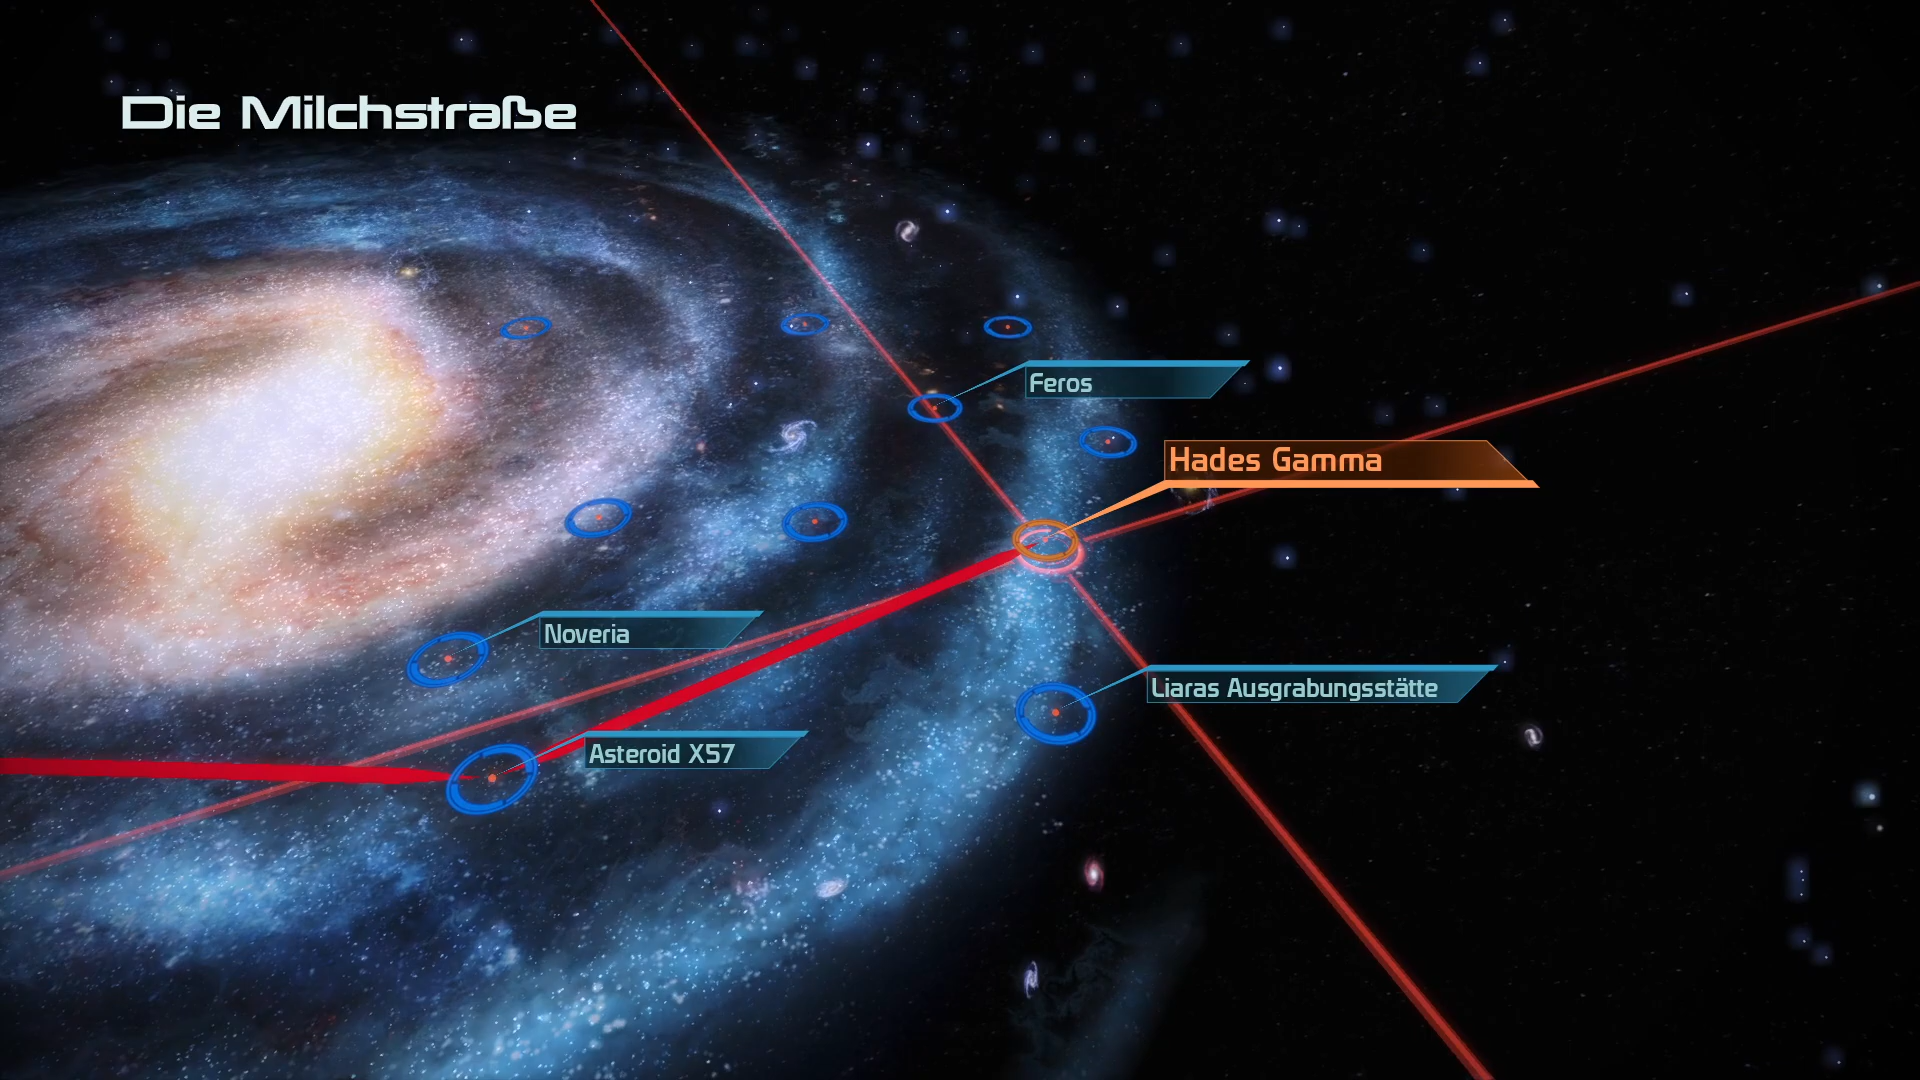 Die Milchstraße
Feros
Hades Gamma
Noveria
Liaras Ausgrabungsstätte
Asteroid X57